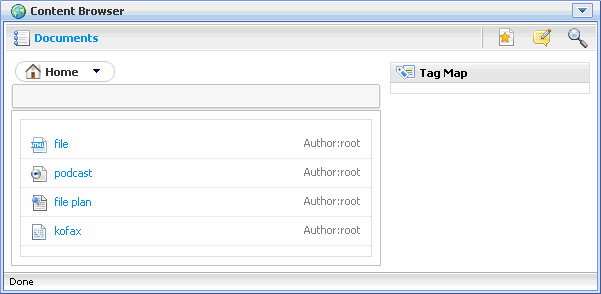 Content Browser
Documents
Home
Tag Map
file Author:root
podcast Author:root
file plan Author:root
kofax Author:root
Done